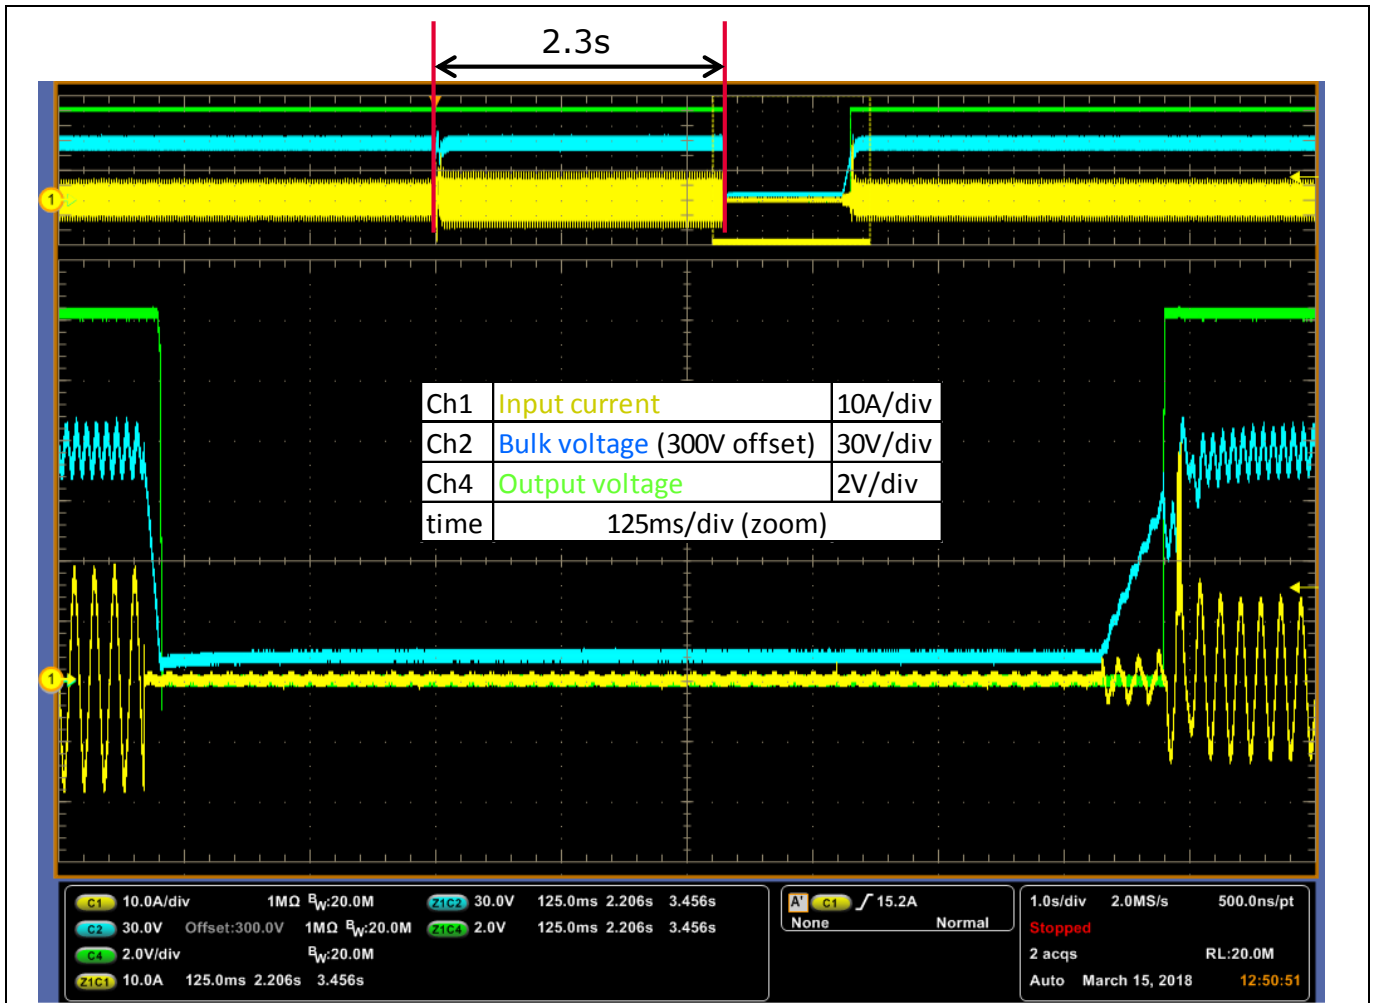 2.3s
1
Ch1 Input current 10A/div
Ch2 Bulk voltage (300V offset) 30V/div
Ch4 Output voltage 2V/div
time 125ms/div (zoom)
1
C1 10.0A/div 1MΩ BW:20.0M Z1C2 30.0V 125.0ms 2.206s 3.456s A' C1 15.2A 1.0s/div 2.0MS/s 500.0ns/pt
C2 30.0V Offset:300.0V 1MΩ BW:20.0M Z1C4 2.0V 125.0ms 2.206s 3.456s None Normal Stopped
C4 2.0V/div BW:20.0M 2 acqs RL:20.0M
Z1C1 10.0A 125.0ms 2.206s 3.456s Auto March 15, 2018 12:50:51